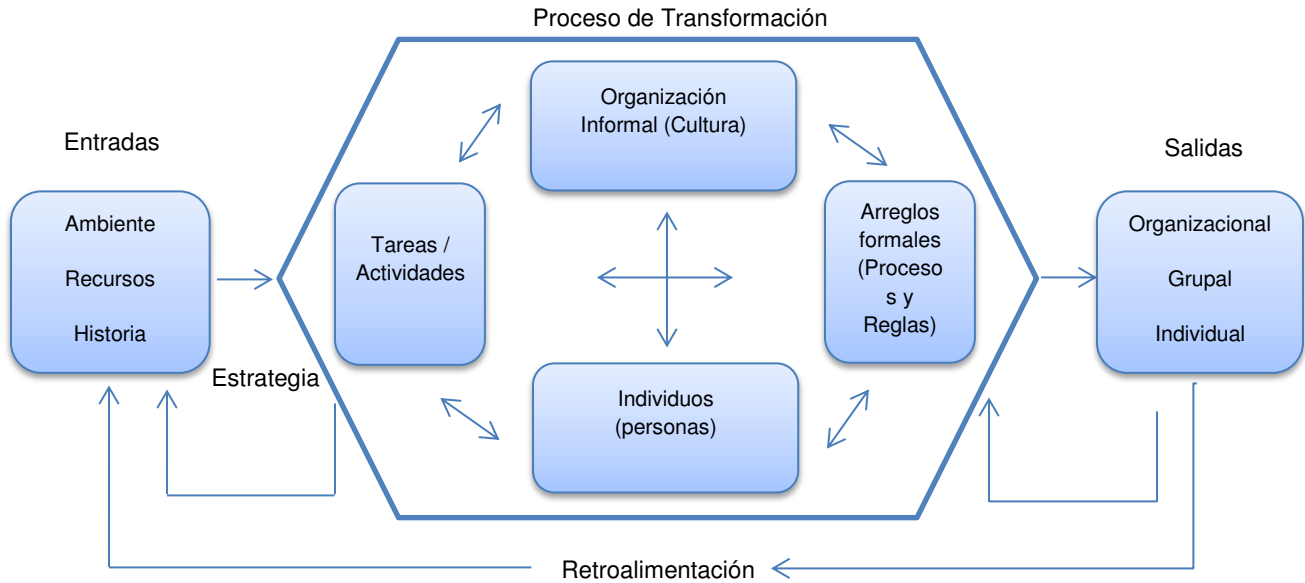 Proceso de Transformación
Entradas
Ambiente
Recursos
Historia
Estrategia
Organización
Informal (Cultura)
Tareas /
Actividades
Arreglos
formales
(Proceso
s y
Reglas)
Individuos
(personas)
Salidas
Organizacional
Grupal
Individual
Retroalimentación